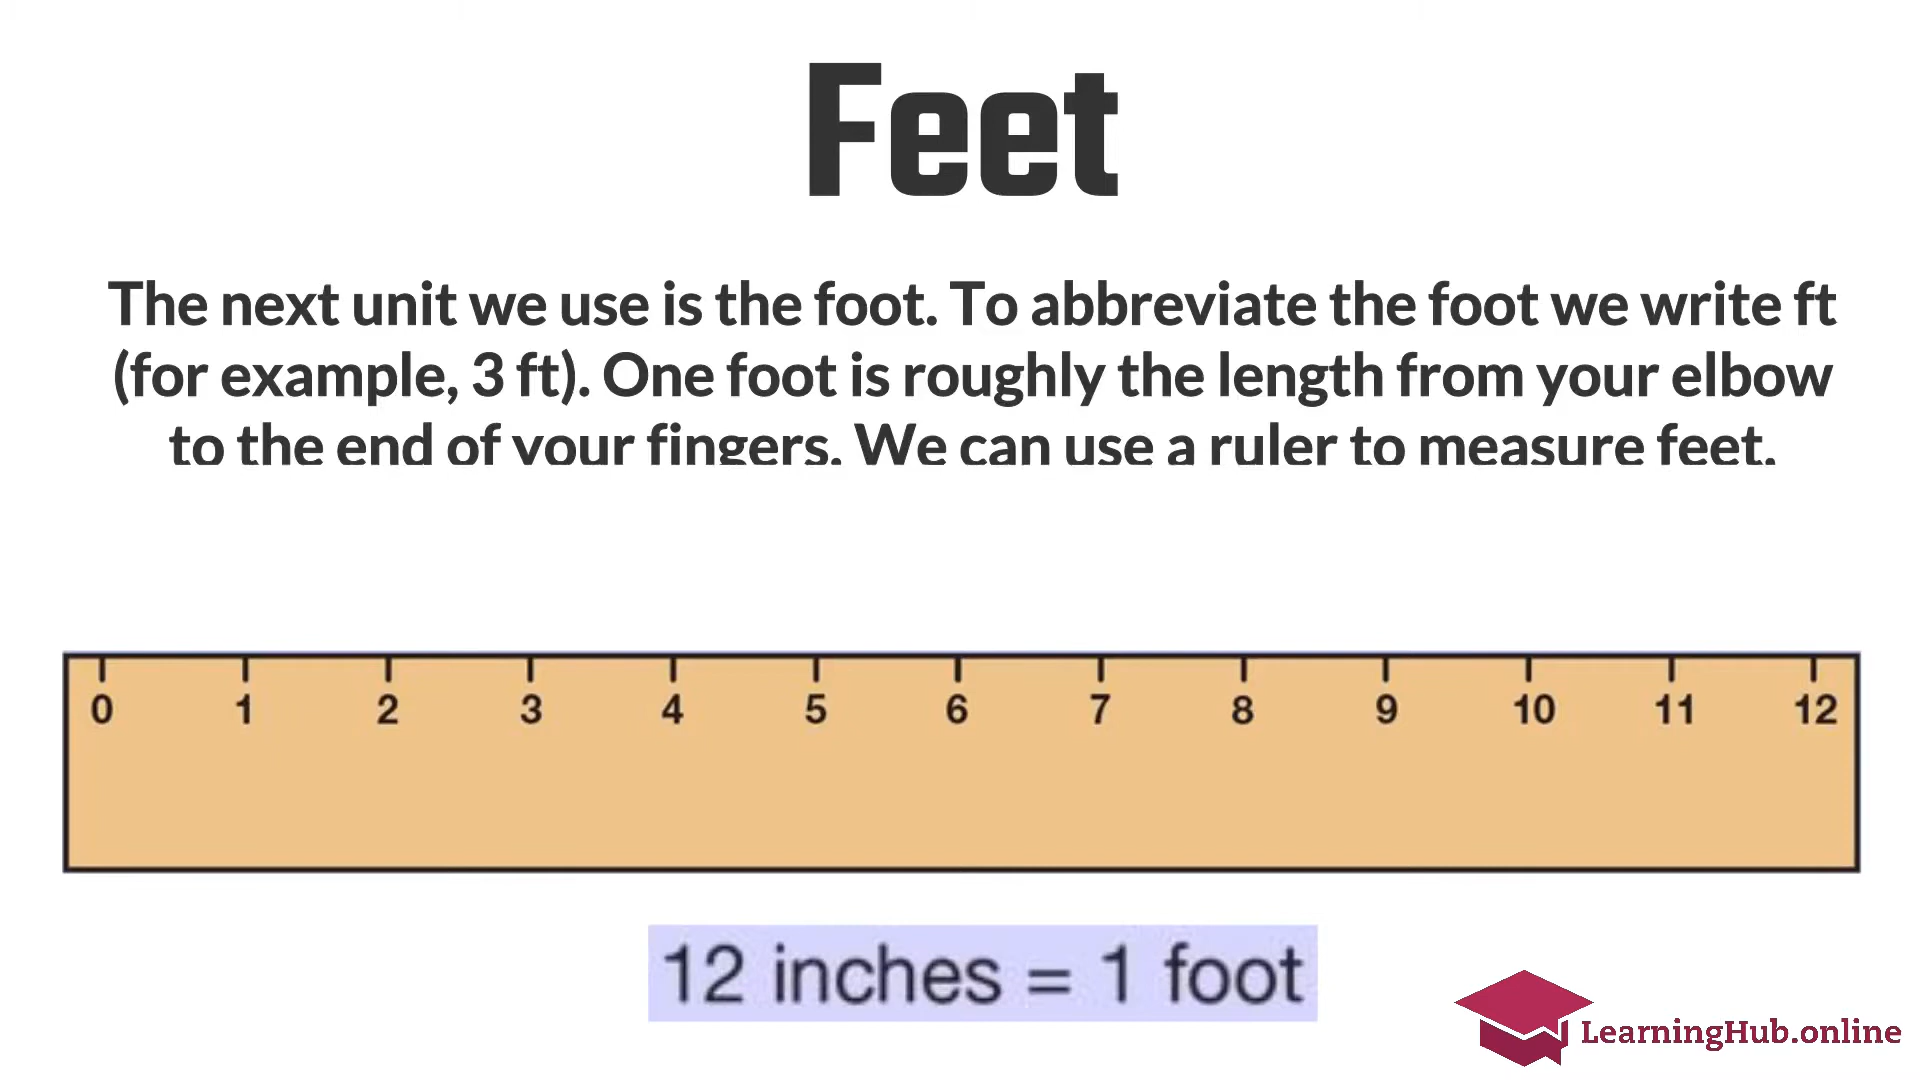 Feet
The next unit we use is the foot. To abbreviate the foot we write ft
(for example, 3 ft). One foot is roughly the length from your elbow
to the end of your fingers. We can use a ruler to measure feet.
0 1 2 3 4 5 6 7 8 9 10 11 12
12 inches = 1 foot
LearningHub.online